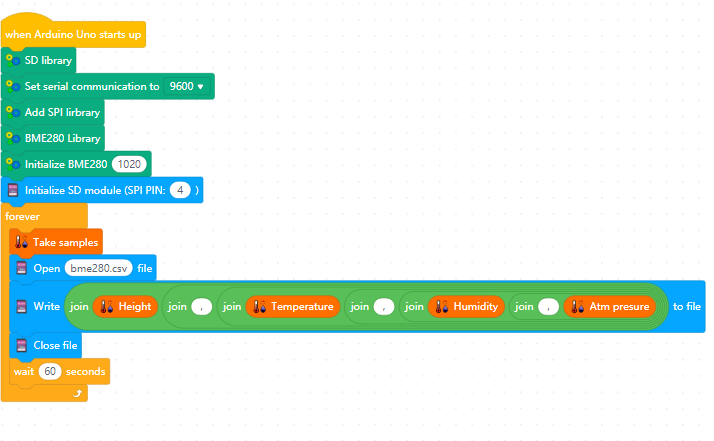 when Arduino Uno starts up
SD library
Set serial communication to 9600
Add SPI lirbrary
BME280 Library
Initialize BME280 1020
Initialize SD module (SPI PIN: 4 )
forever
Take samples
Open bme280.csv file
Write join Height join , join Temperature join , join Humidity join , Atm presure to file
Close file
wait 60 seconds